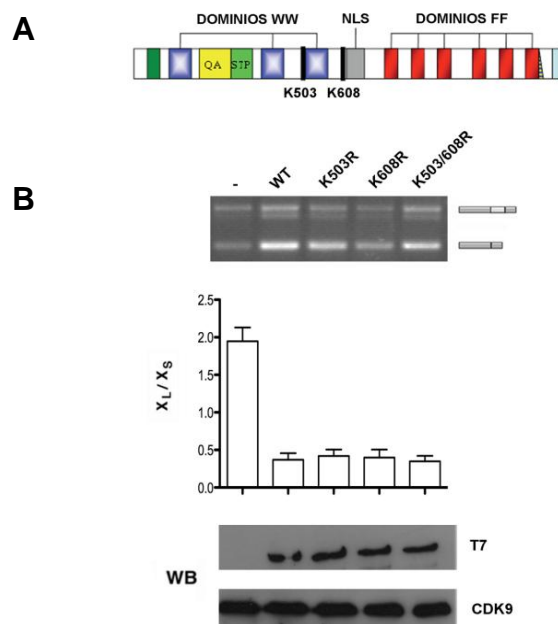 A
DOMINIOS WW
NLS
DOMINIOS FF
QA
STP
K503 K608
B
- WT K503R K608R K503/608R
2.5
2.0
1.5
1.0
0.5
0.0
XL / XS
T7
WB
CDK9